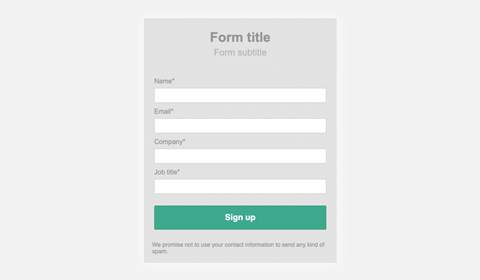 Form title
Form subtitle
Name*
Email*
Company*
Job title*
Sign up
We promise not to use your contact information to send any kind of
spam.